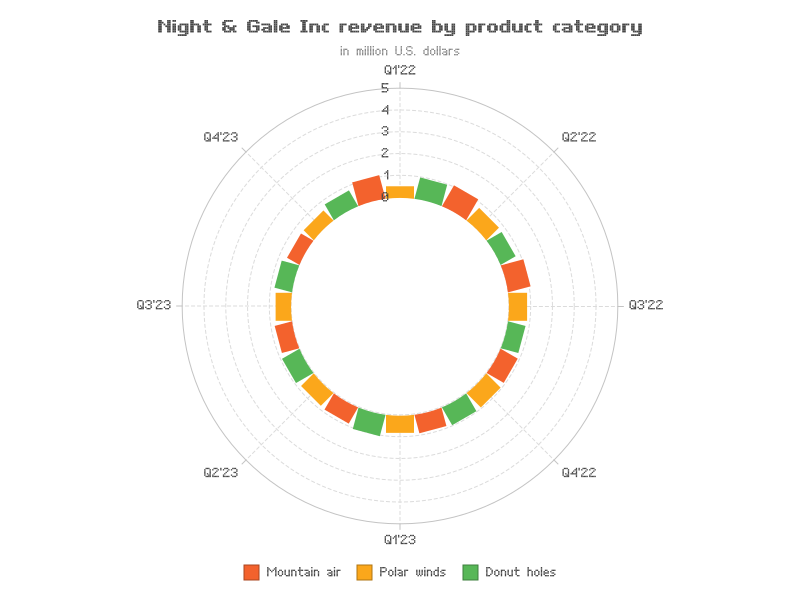 Night & Gale Inc revenue by product category
in million U.S. dollars
Q1'22
5
4
3
2
1
0
Q4'23
Q2'22
Q3'23
Q3'22
Q2'23
Q4'22
Q1'23
Mountain air
Polar winds
Donut holes